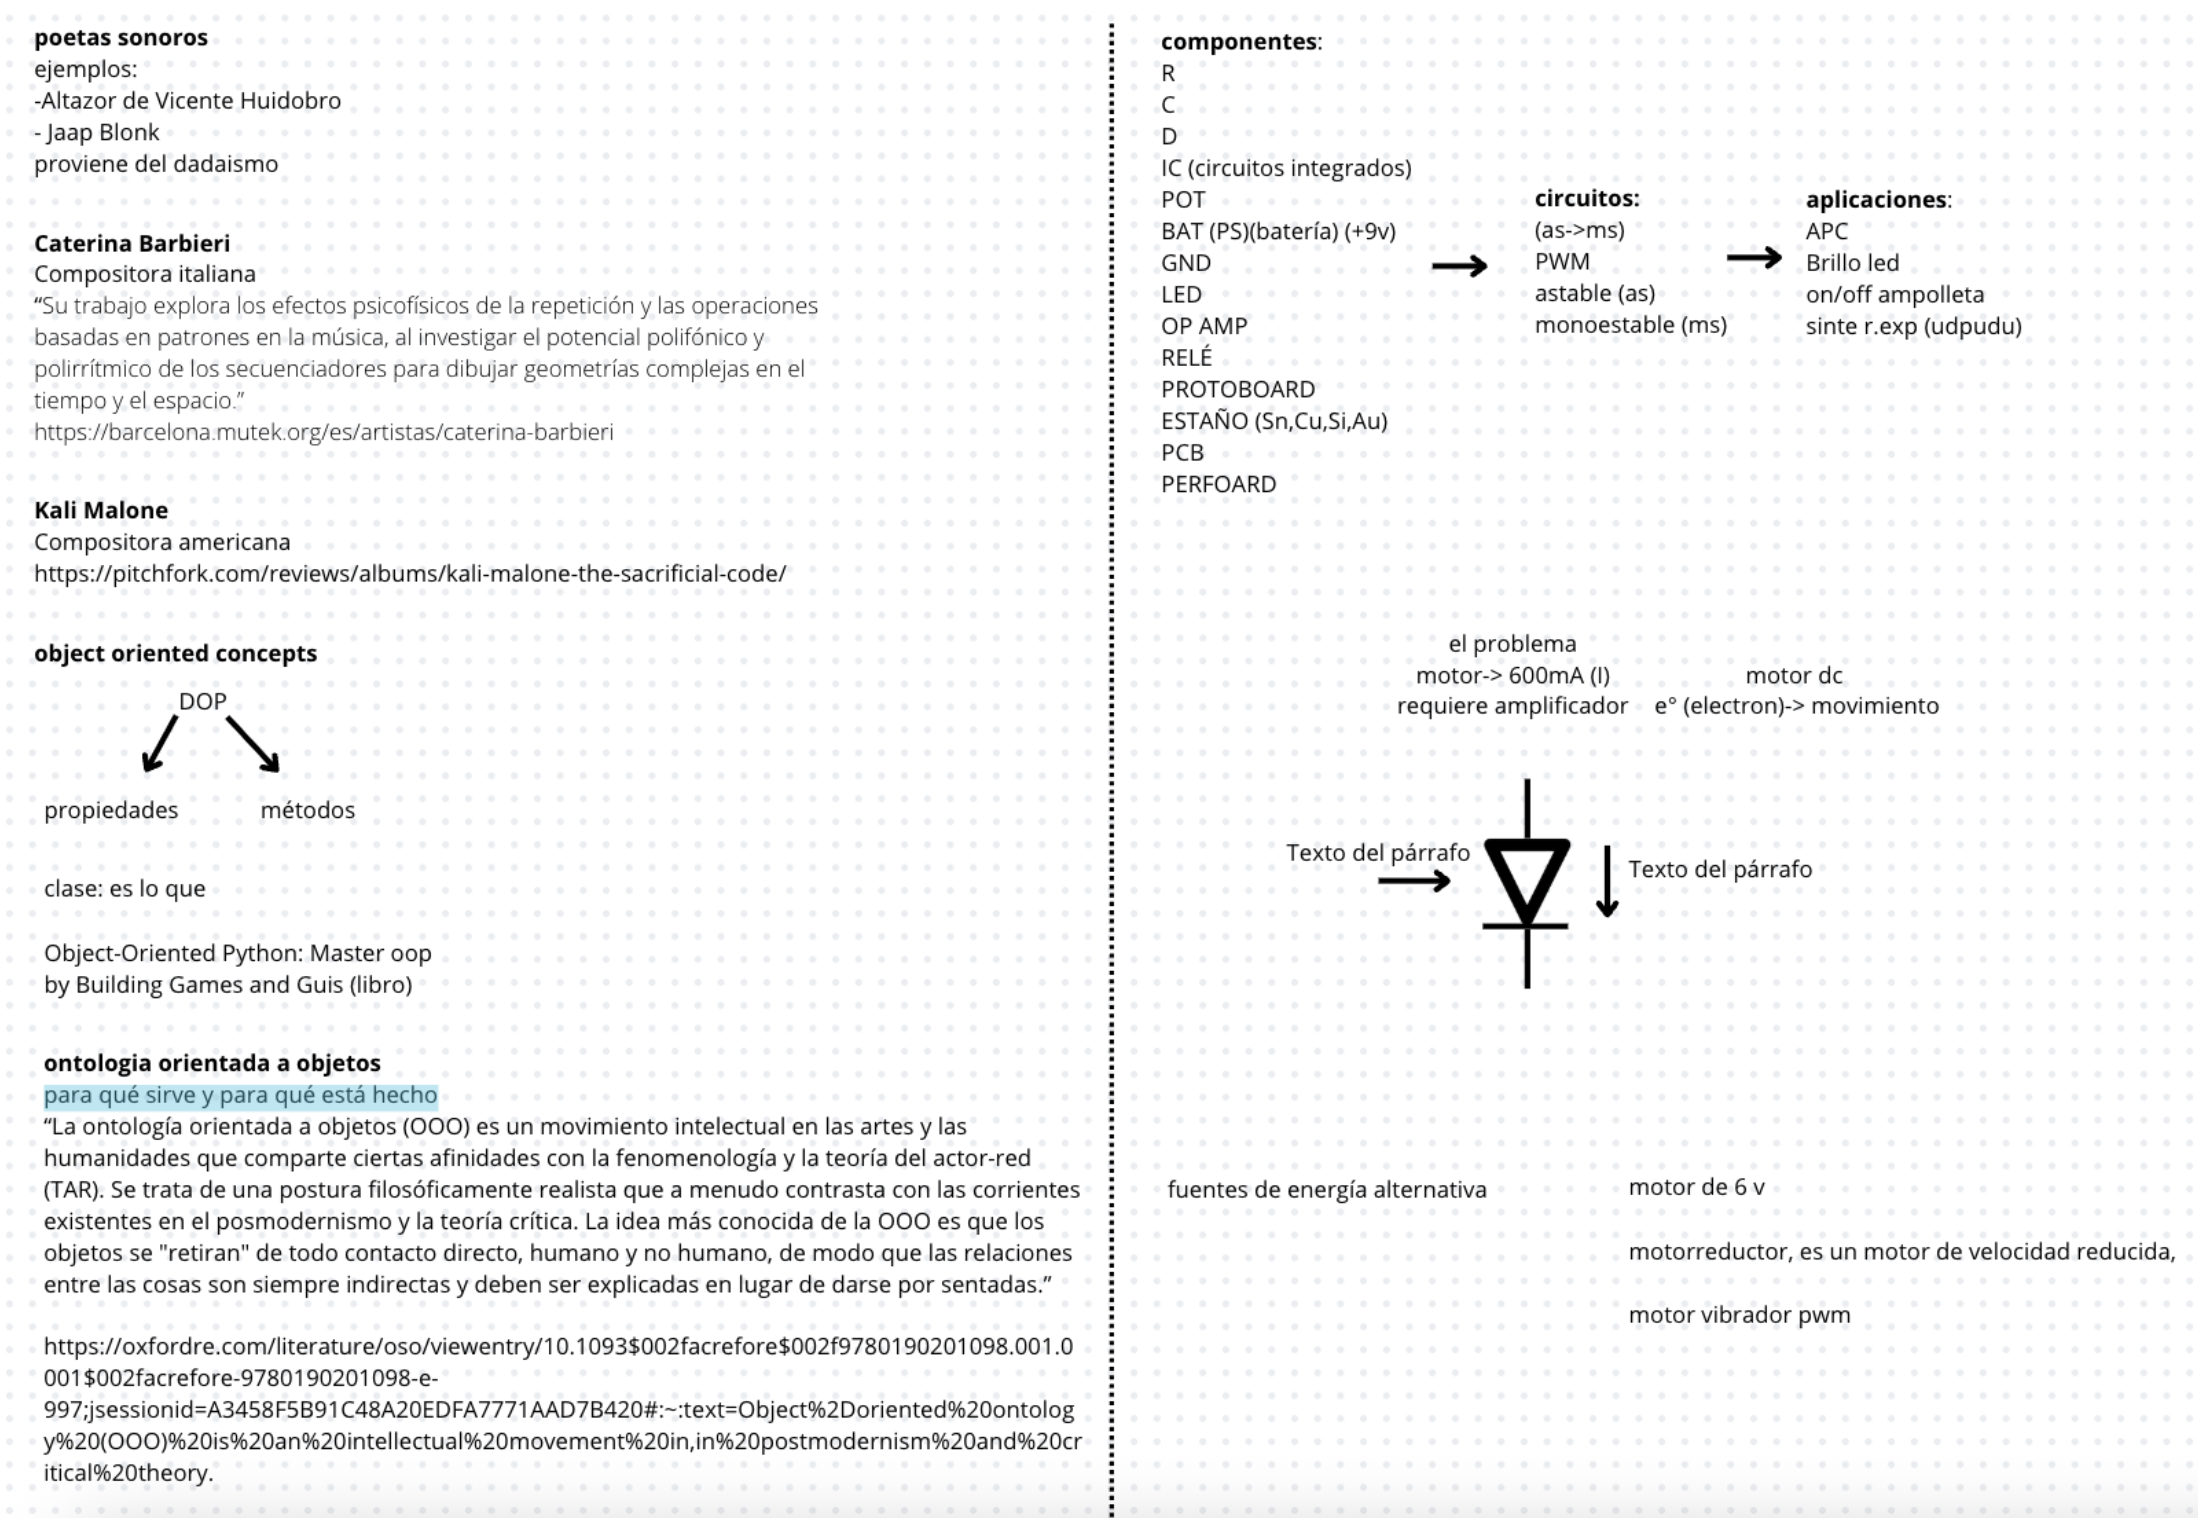 poetas sonoros
ejemplos:
-Altazor de Vicente Huidobro
- Jaap Blonk
proviene del dadaismo
Caterina Barbieri
Compositora italiana
“Su trabajo explora los efectos psicofísicos de la repetición y las operaciones
basadas en patrones en la música, al investigar el potencial polifónico y
polirrítmico de los secuenciadores para dibujar geometrías complejas en el
tiempo y el espacio.”
https://barcelona.mutek.org/es/artistas/caterina-barbieri
Kali Malone
Compositora americana
https://pitchfork.com/reviews/albums/kali-malone-the-sacrificial-code/
object oriented concepts
DOP
propiedades métodos
clase: es lo que
Object-Oriented Python: Master oop
by Building Games and Guis (libro)
ontologia orientada a objetos
para qué sirve y para qué está hecho
“La ontología orientada a objetos (OOO) es un movimiento intelectual en las artes y las
humanidades que comparte ciertas afinidades con la fenomenología y la teoría del actor-red
(TAR). Se trata de una postura filosóficamente realista que a menudo contrasta con las corrientes
existentes en el posmodernismo y la teoría crítica. La idea más conocida de la OOO es que los
objetos se "retiran" de todo contacto directo, humano y no humano, de modo que las relaciones
entre las cosas son siempre indirectas y deben ser explicadas en lugar de darse por sentadas.”
https://oxfordre.com/literature/oso/viewentry/10.1093$002facrefore$002f9780190201098.001.0
001$002facrefore-9780190201098-e-
997;jsessionid=A3458F5B91C48A20EDFA7771AAD7B420#:~:text=Object%2Doriented%20ontolog
y%20(OOO)%20is%20an%20intellectual%20movement%20in,in%20postmodernism%20and%20cr
itical%20theory.
componentes:
R
C
D
IC (circuitos integrados)
POT
BAT (PS)(batería) (+9v)
GND
LED
OP AMP
RELÉ
PROTOBOARD
ESTAÑO (Sn,Cu,Si,Au)
PCB
PERFOARD
circuitos:
(as->ms)
PWM
astable (as)
monoestable (ms)
aplicaciones:
APC
Brillo led
on/off ampolleta
sinte r.exp (udpudu)
el problema
motor-> 600mA (I)
requiere amplificador
motor dc
e° (electron)-> movimiento
Texto del párrafo
Texto del párrafo
fuentes de energía alternativa
motor de 6 v
motorreductor, es un motor de velocidad reducida,
motor vibrador pwm